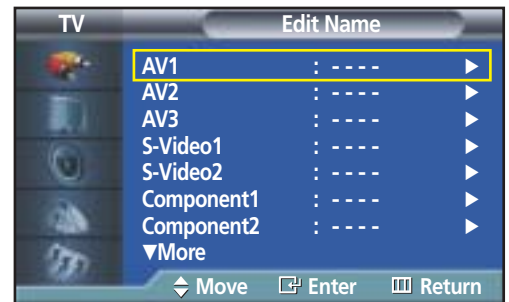 TV Edit Name
AV1 : - - - - ▶
AV2 : - - - - ▶
AV3 : - - - - ▶
S-Video1 : - - - - ▶
S-Video2 : - - - - ▶
Component1 : - - - - ▶
Component2 : - - - - ▶
▼More
Move Enter Return